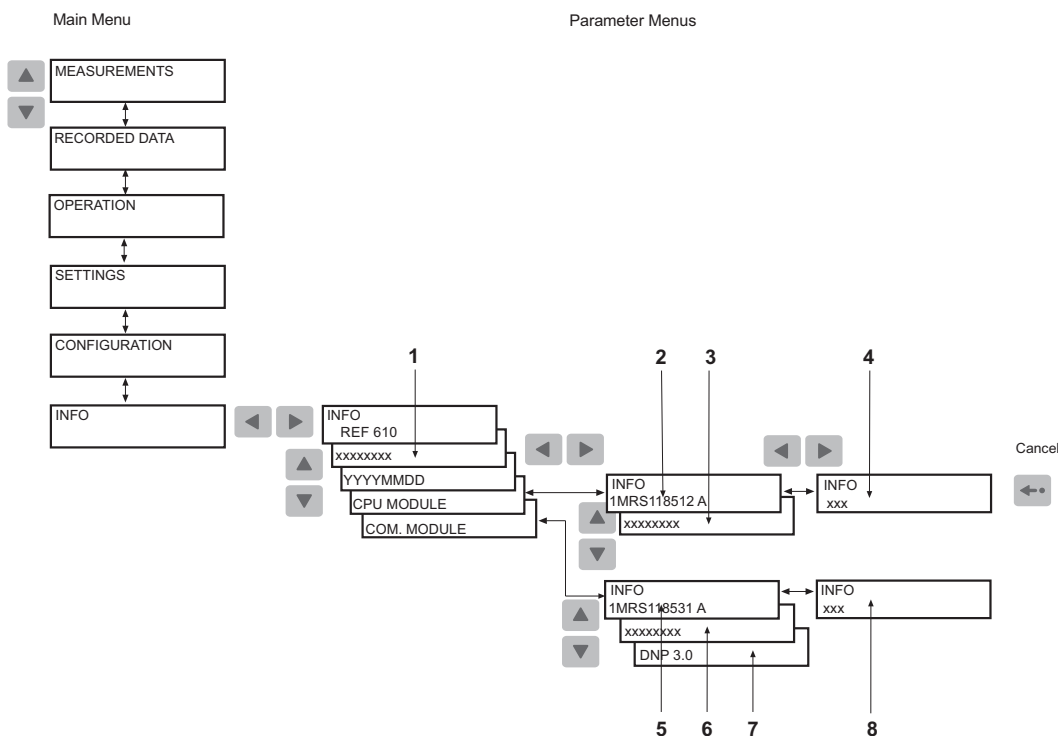 Main Menu
Parameter Menus
MEASUREMENTS
RECORDED DATA
OPERATION
SETTINGS
CONFIGURATION
1
2
3
4
INFO
INFO
REF 610
xxxxxxxx
YYYYMMDD
CPU MODULE
COM. MODULE
INFO
1MRS118512 A
xxxxxxxx
INFO
xxx
Cancel
INFO
1MRS118531 A
xxxxxxxx
DNP 3.0
INFO
xxx
5
6
7
8